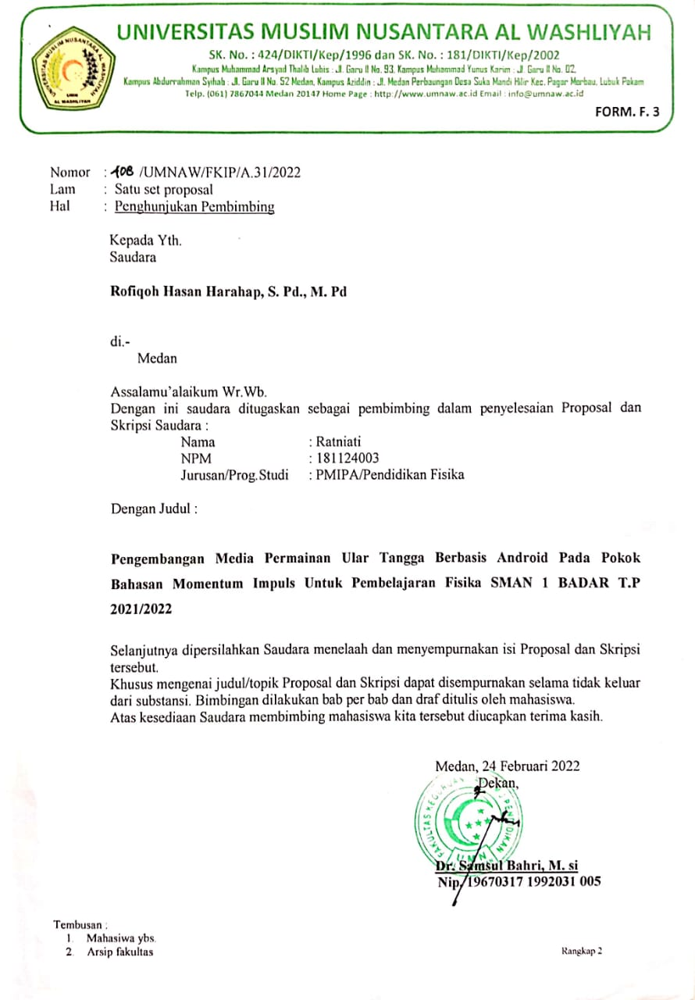 UNIVERSITAS MUSLIM NUSANTARA AL WASHLIYAH
SK. No. : 424/DIKTI/Kep/1996 dan SK. No. : 181/DIKTI/Kep/2002
Kampus Muhammad Arsyad Thalib Lubis : Jl. Garu II No. 93, Kampus Muhammad Yunus Karim : Jl. Garu II No. 02,
Kampus Abdurrahman Syihab : Jl. Garu II No. 52 Medan, Kampus Aziddin : Jl. Medan Perbaungan Desa Suka Mandi Hilir Kec. Pagar Merbau, Lubuk Pakam
Telp. (061) 7867044 Medan 20147 Home Page : http://www.umnaw.ac.id Email : info@umnaw.ac.id
FORM. F. 3
UNIVERSITAS MUSLIM NUSANTARA AL WASHLIYAH
UMN
AL WASHLIYAH
Nomor : 108 /UMNAW/FKIP/A.31/2022
Lam : Satu set proposal
Hal : Penghunjukan Pembimbing
Kepada Yth.
Saudara
Rofiqoh Hasan Harahap, S. Pd., M. Pd
di.-
Medan
Assalamu'alaikum Wr.Wb.
Dengan ini saudara ditugaskan sebagai pembimbing dalam penyelesaian Proposal dan
Skripsi Saudara :
Nama : Ratniati
NPM : 181124003
Jurusan/Prog.Studi : PMIPA/Pendidikan Fisika
Dengan Judul :
Pengembangan Media Permainan Ular Tangga Berbasis Android Pada Pokok
Bahasan Momentum Impuls Untuk Pembelajaran Fisika SMAN 1 BADAR T.P
2021/2022
Selanjutnya dipersilahkan Saudara menelaah dan menyempurnakan isi Proposal dan Skripsi
tersebut.
Khusus mengenai judul/topik Proposal dan Skripsi dapat disempurnakan selama tidak keluar
dari substansi. Bimbingan dilakukan bab per bab dan draf ditulis oleh mahasiswa.
Atas kesediaan Saudara membimbing mahasiswa kita tersebut diucapkan terima kasih.
Medan, 24 Februari 2022
Dekan,
FAKULTAS KEGURUAN PENDIDIKAN
UMN
Dr. Samsul Bahri, M. si
Nip. 19670317 1992031 005
Tembusan :
1. Mahasiwa ybs.
2. Arsip fakultas
Rangkap 2